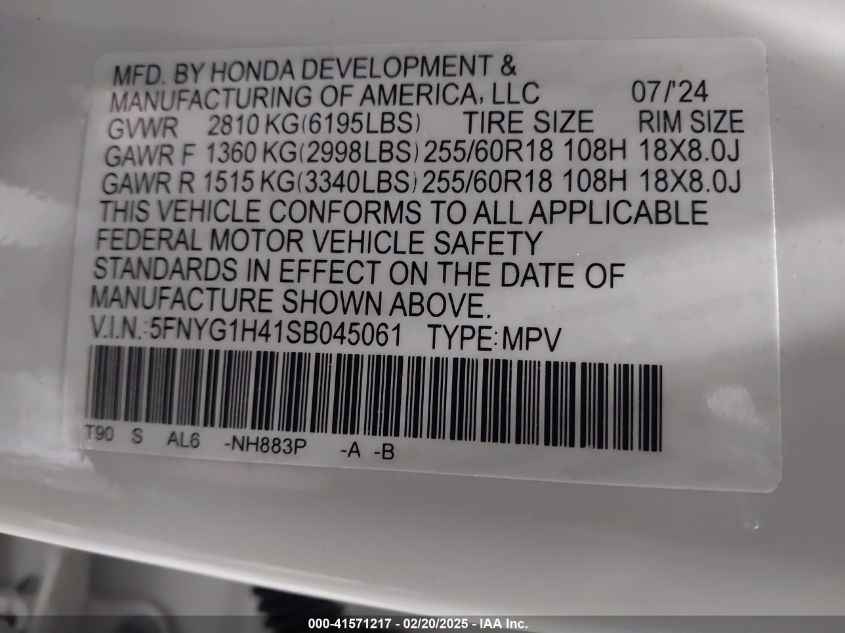 MFD. BY HONDA DEVELOPMENT &
MANUFACTURING OF AMERICA, LLC 07/'24
GVWR 2810 KG(6195LBS) TIRE SIZE RIM SIZE
GAWR F 1360 KG(2998LBS) 255/60R18 108H 18X8.0J
GAWR R 1515 KG(3340LBS) 255/60R18 108H 18X8.0J
THIS VEHICLE CONFORMS TO ALL APPLICABLE
FEDERAL MOTOR VEHICLE SAFETY
STANDARDS IN EFFECT ON THE DATE OF
MANUFACTURE SHOWN ABOVE.
V.I.N.:5FNYG1H41SB045061 TYPE:MPV
T90 S AL6 -NH883P -A -B
000-41571217 - 02/20/2025 - IAA Inc.